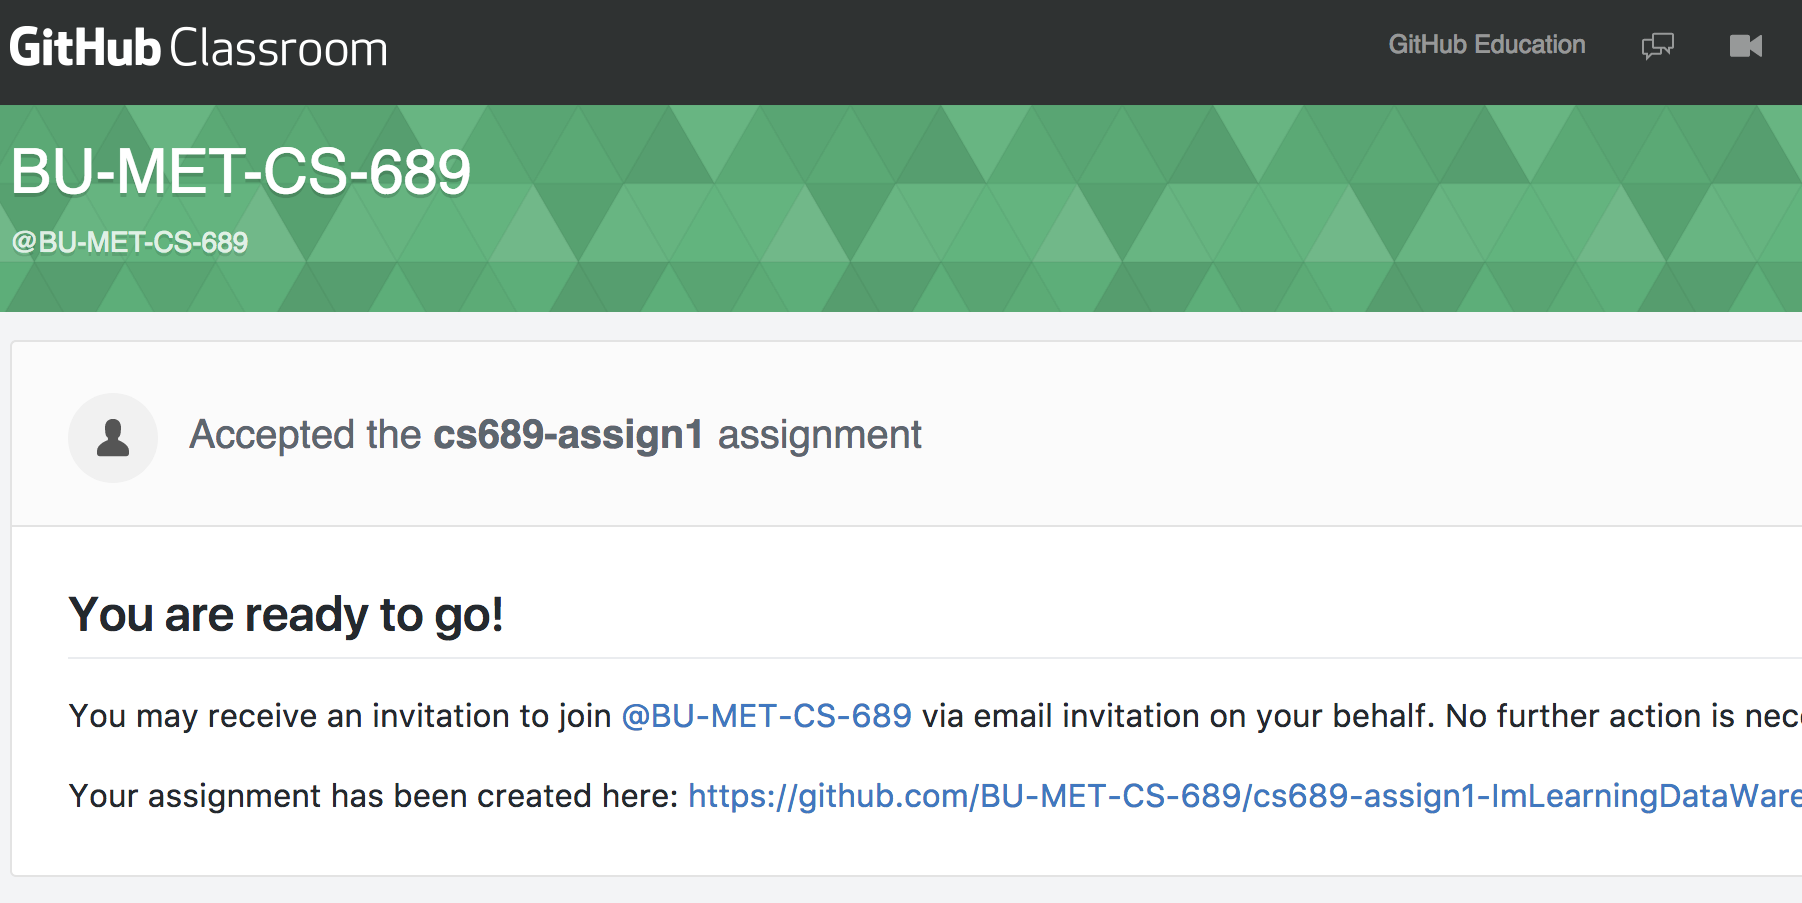 GitHub Classroom
GitHub Education
BU-MET-CS-689
@BU-MET-CS-689
Accepted the cs689-assign1 assignment
You are ready to go!
You may receive an invitation to join @BU-MET-CS-689 via email invitation on your behalf. No further action is
Your assignment has been created here: https://github.com/BU-MET-CS-689/cs689-assign1-ImLearningDataWare